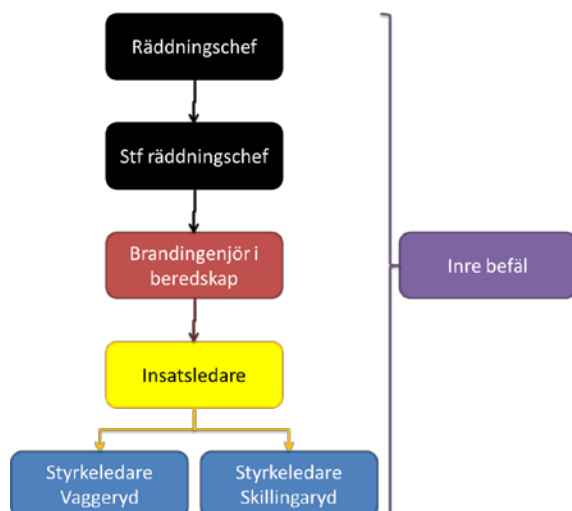 Räddningschef
Stf räddningschef
Brandingenjör i
beredskap
Inre befäl
Insatsledare
Styrkeledare
Vaggeryd
Styrkeledare
Skillingaryd